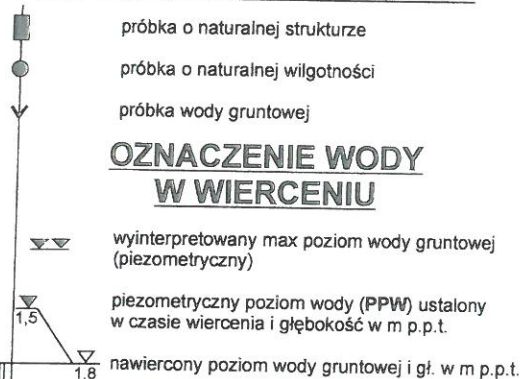 próbka o naturalnej strukturze
próbka o naturalnej wilgotności
próbka wody gruntowej
OZNACZENIE WODY
W WIERCENIU
wyinterpretowany max poziom wody gruntowej
(piezometryczny)
piezometryczny poziom wody (PPW) ustalony
1,5
w czasie wiercenia i głębokość w m p.p.t.
nawiercony poziom wody gruntowej i gł. w m p.p.t.
1.8